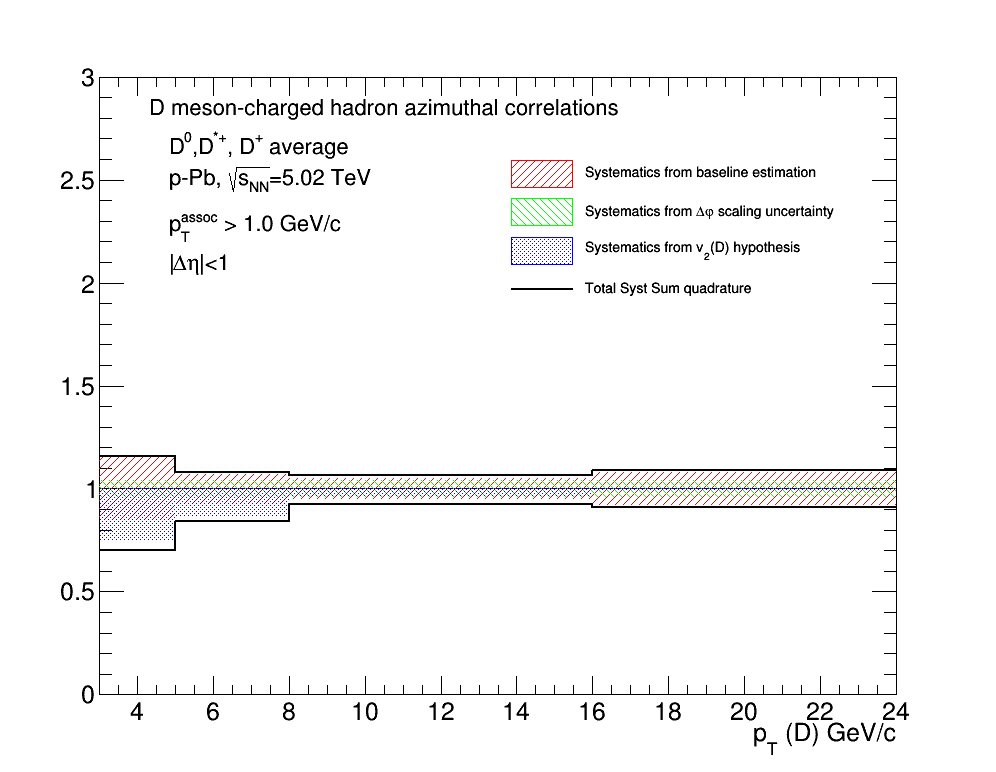 D meson-charged hadron azimuthal correlations
D0,D*+, D+ average
p-Pb, √sNN=5.02 TeV
pTassoc > 1.0 GeV/c
|Δη|<1
Systematics from baseline estimation
Systematics from Δφ scaling uncertainty
Systematics from v2(D) hypothesis
Total Syst Sum quadrature
3
2.5
2
1.5
1
0.5
0
4 6 8 10 12 14 16 18 20 22 24
pT (D) GeV/c